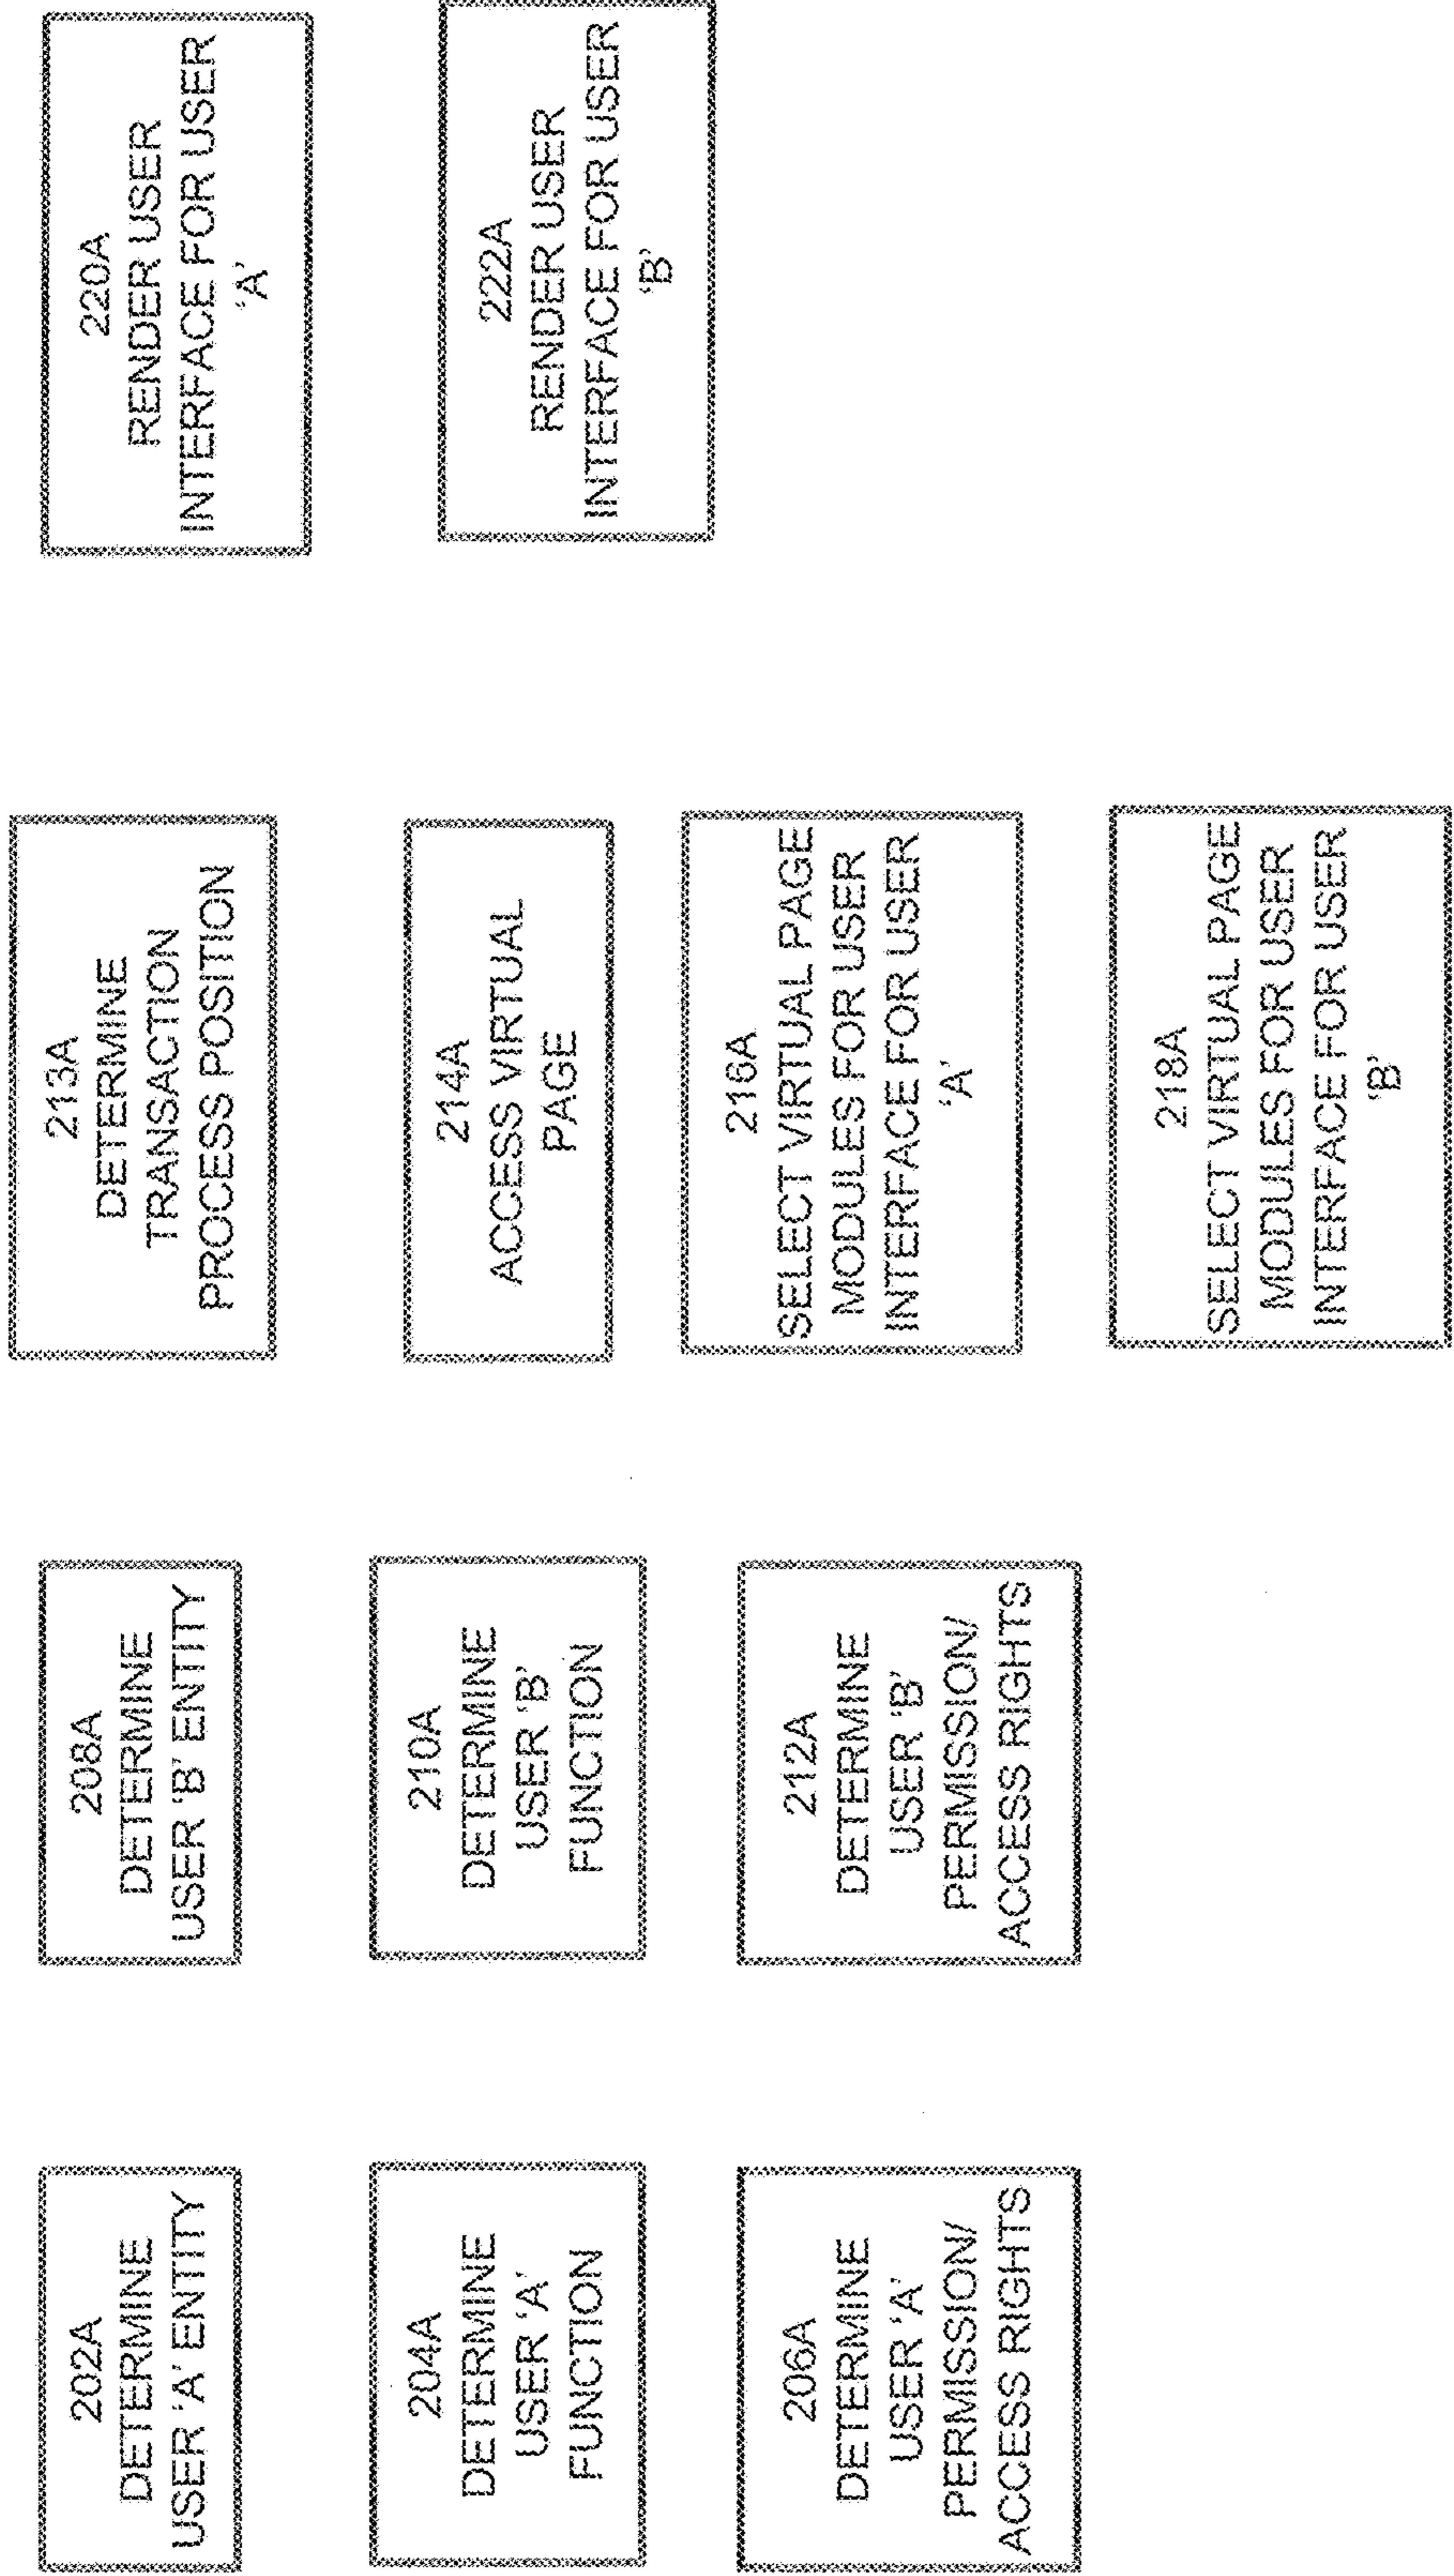 202A
DETERMINE
USER 'A' ENTITY
204A
DETERMINE
USER 'A'
FUNCTION
206A
DETERMINE
USER 'A'
PERMISSION/
ACCESS RIGHTS
208A
DETERMINE
USER 'B' ENTITY
210A
DETERMINE
USER 'B'
FUNCTION
212A
DETERMINE
USER 'B'
PERMISSION/
ACCESS RIGHTS
213A
DETERMINE
TRANSACTION
PROCESS POSITION
214A
ACCESS VIRTUAL
PAGE
216A
SELECT VIRTUAL PAGE
MODULES FOR USER
INTERFACE FOR USER
'A'
218A
SELECT VIRTUAL PAGE
MODULES FOR USER
INTERFACE FOR USER
'B'
220A
RENDER USER
INTERFACE FOR USER
'A'
222A
RENDER USER
INTERFACE FOR USER
'B'